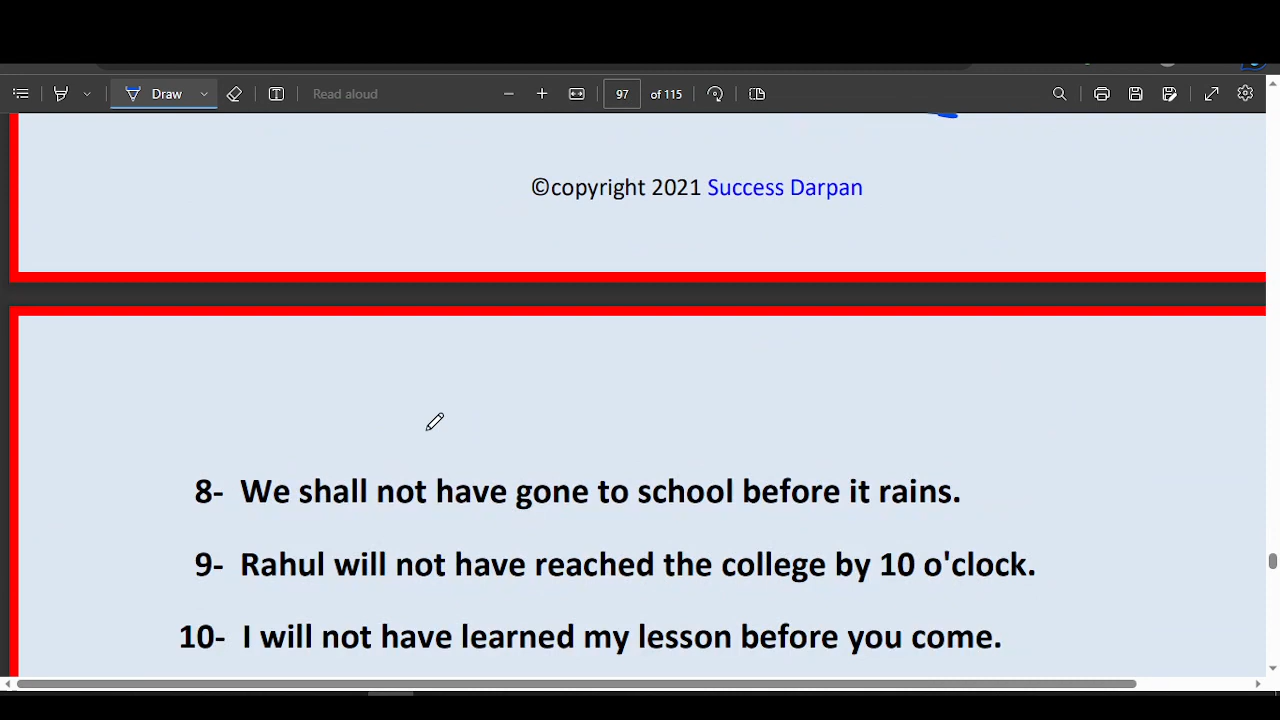 Draw
Read aloud
97 of 115
©copyright 2021 Success Darpan
8- We shall not have gone to school before it rains.
9- Rahul will not have reached the college by 10 o'clock.
10- I will not have learned my lesson before you come.